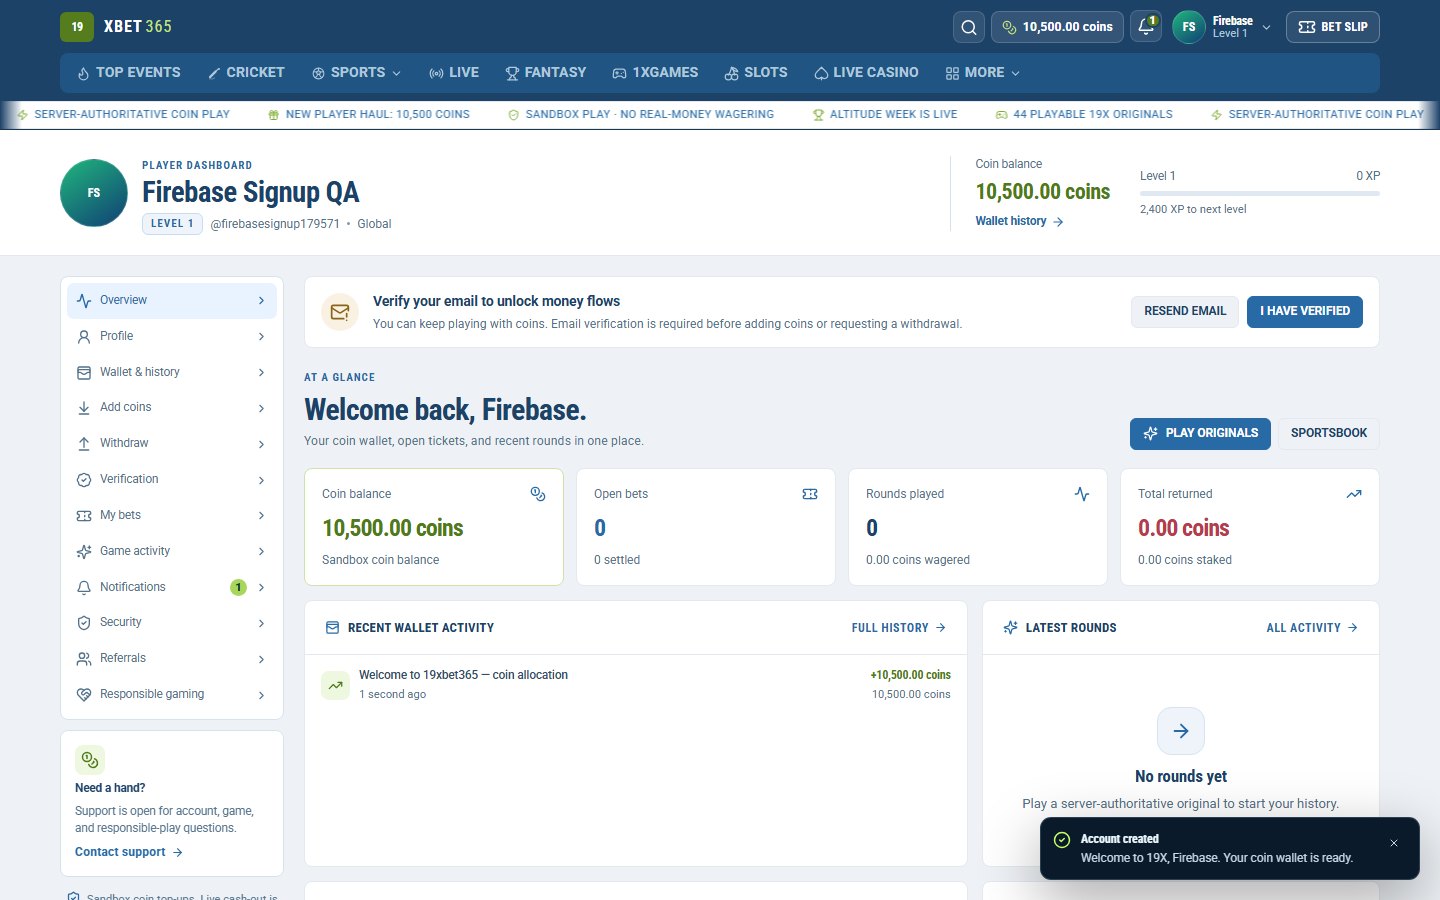 19 XBET 365
10,500.00 coins
1
FS
Firebase
Level 1
BET SLIP
TOP EVENTS
CRICKET
SPORTS
LIVE
FANTASY
1XGAMES
SLOTS
LIVE CASINO
MORE
SERVER-AUTHORITATIVE COIN PLAY
NEW PLAYER HAUL: 10,500 COINS
SANDBOX PLAY · NO REAL-MONEY WAGERING
ALTITUDE WEEK IS LIVE
44 PLAYABLE 19X ORIGINALS
SERVER-AUTHORITATIVE COIN PLAY
FS
PLAYER DASHBOARD
Firebase Signup QA
LEVEL 1 @firebasesignup179571 • Global
Coin balance
10,500.00 coins
Wallet history
Level 1 0 XP
2,400 XP to next level
Overview
Profile
Wallet & history
Add coins
Withdraw
Verification
My bets
Game activity
Notifications 1
Security
Referrals
Responsible gaming
Need a hand?
Support is open for account, game,
and responsible-play questions.
Contact support
Sandbox coin top-ups. Live cash-out is
Verify your email to unlock money flows
You can keep playing with coins. Email verification is required before adding coins or requesting a withdrawal.
RESEND EMAIL
I HAVE VERIFIED
AT A GLANCE
Welcome back, Firebase.
Your coin wallet, open tickets, and recent rounds in one place.
PLAY ORIGINALS
SPORTSBOOK
Coin balance
10,500.00 coins
Sandbox coin balance
Open bets
0
0 settled
Rounds played
0
0.00 coins wagered
Total returned
0.00 coins
0.00 coins staked
RECENT WALLET ACTIVITY
FULL HISTORY
Welcome to 19xbet365 — coin allocation
1 second ago
+10,500.00 coins
10,500.00 coins
LATEST ROUNDS
ALL ACTIVITY
No rounds yet
Play a server-authoritative original to start your history.
Account created
Welcome to 19X, Firebase. Your coin wallet is ready.